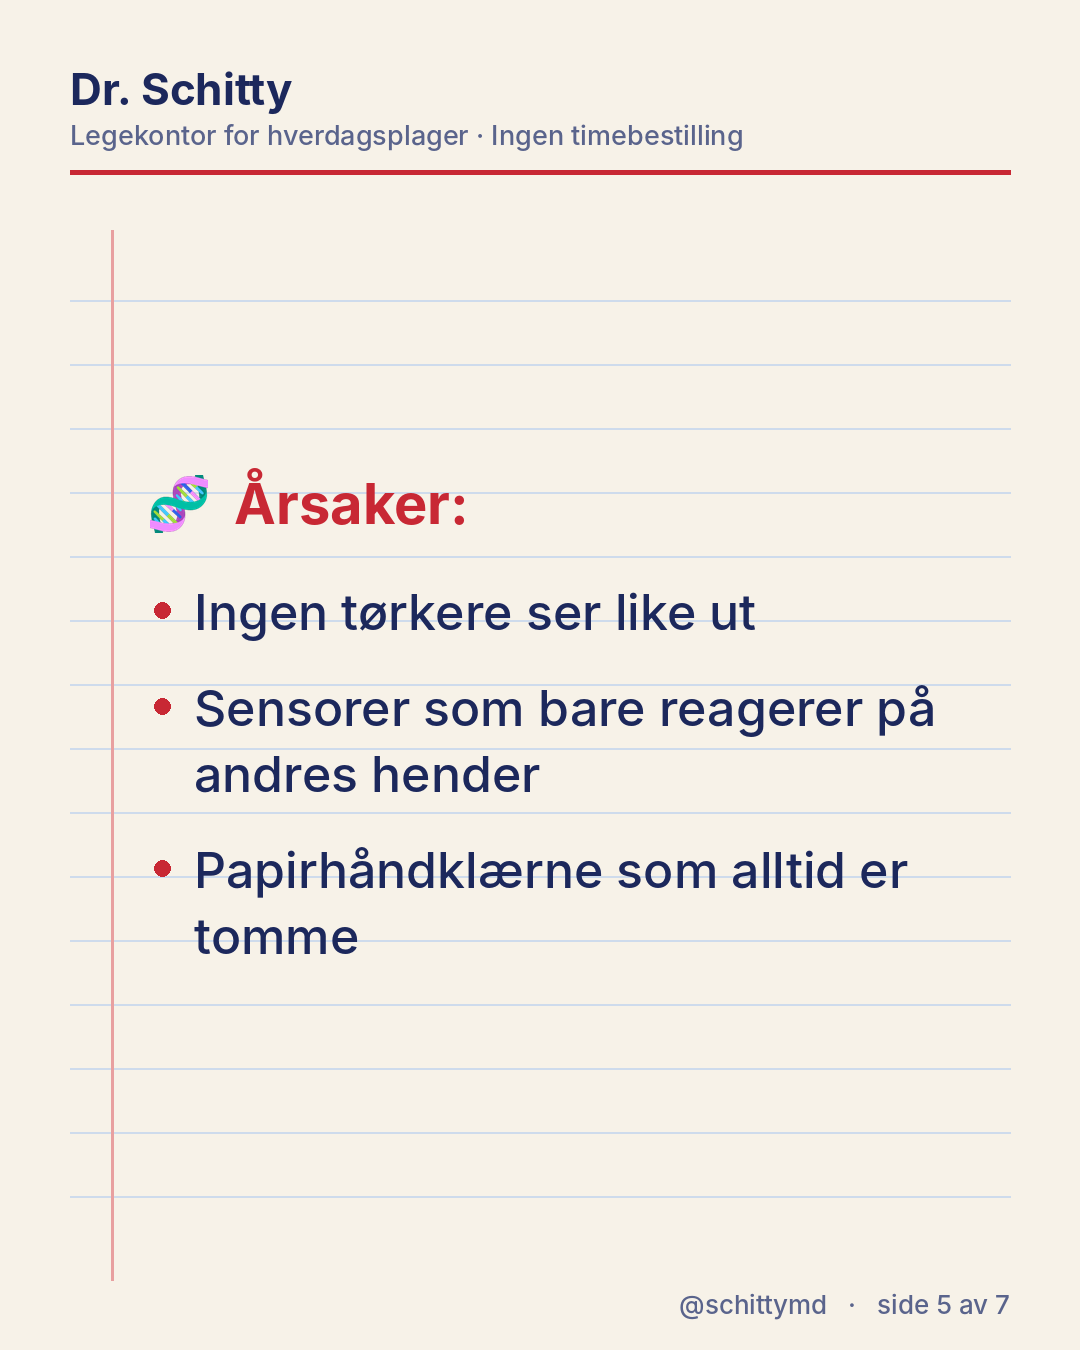 Dr. Schitty
Legekontor for hverdagsplager · Ingen timebestilling
🧬 Årsaker:
• Ingen tørkere ser like ut
• Sensorer som bare reagerer på
andres hender
• Papirhåndklærne som alltid er
tomme
@schittymd · side 5 av 7